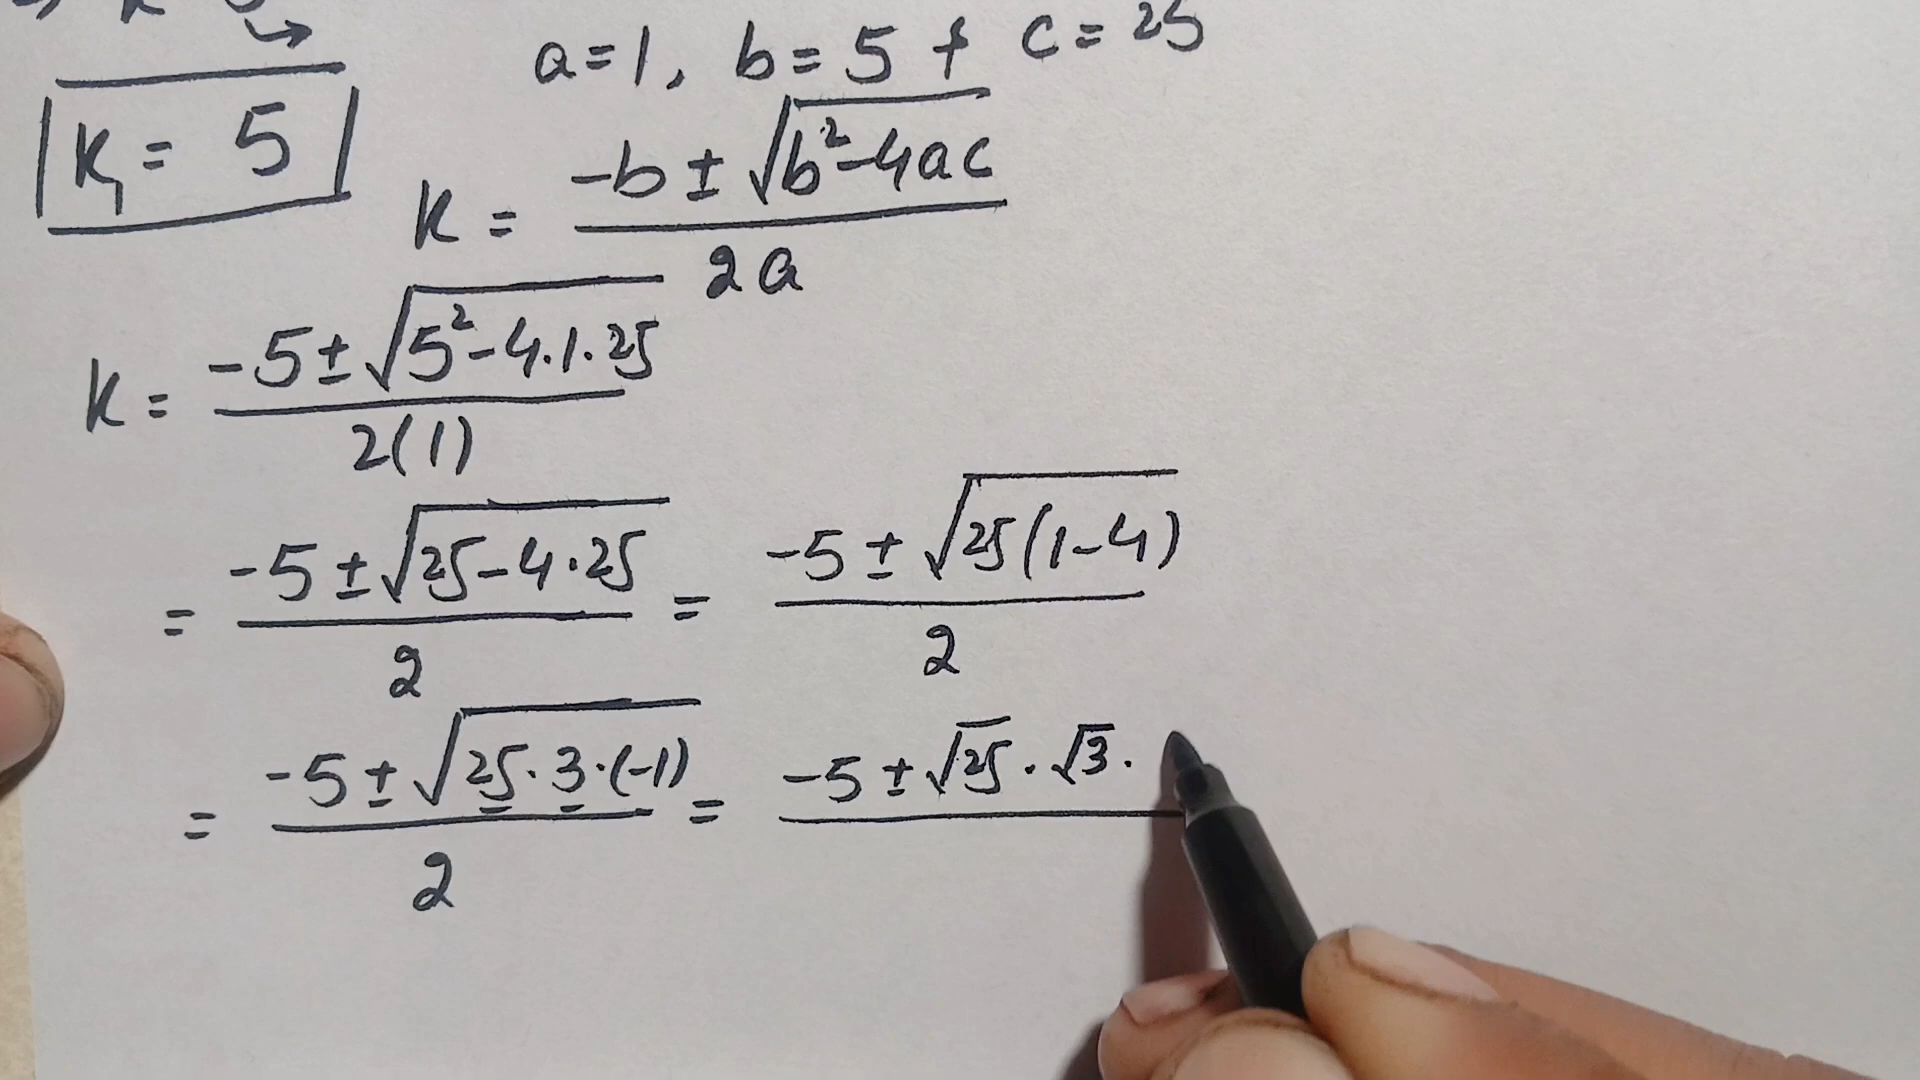 a=1, b=5 f c=25
K₁ = 5
K = (-b ± √(b²-4ac)) / 2a
K = (-5 ± √(5²-4·1·25)) / 2(1)
= (-5 ± √(25-4·25)) / 2 = (-5 ± √(25(1-4))) / 2
= (-5 ± √(25·3·(-1))) / 2 = -5 ± √25 · √3 ·